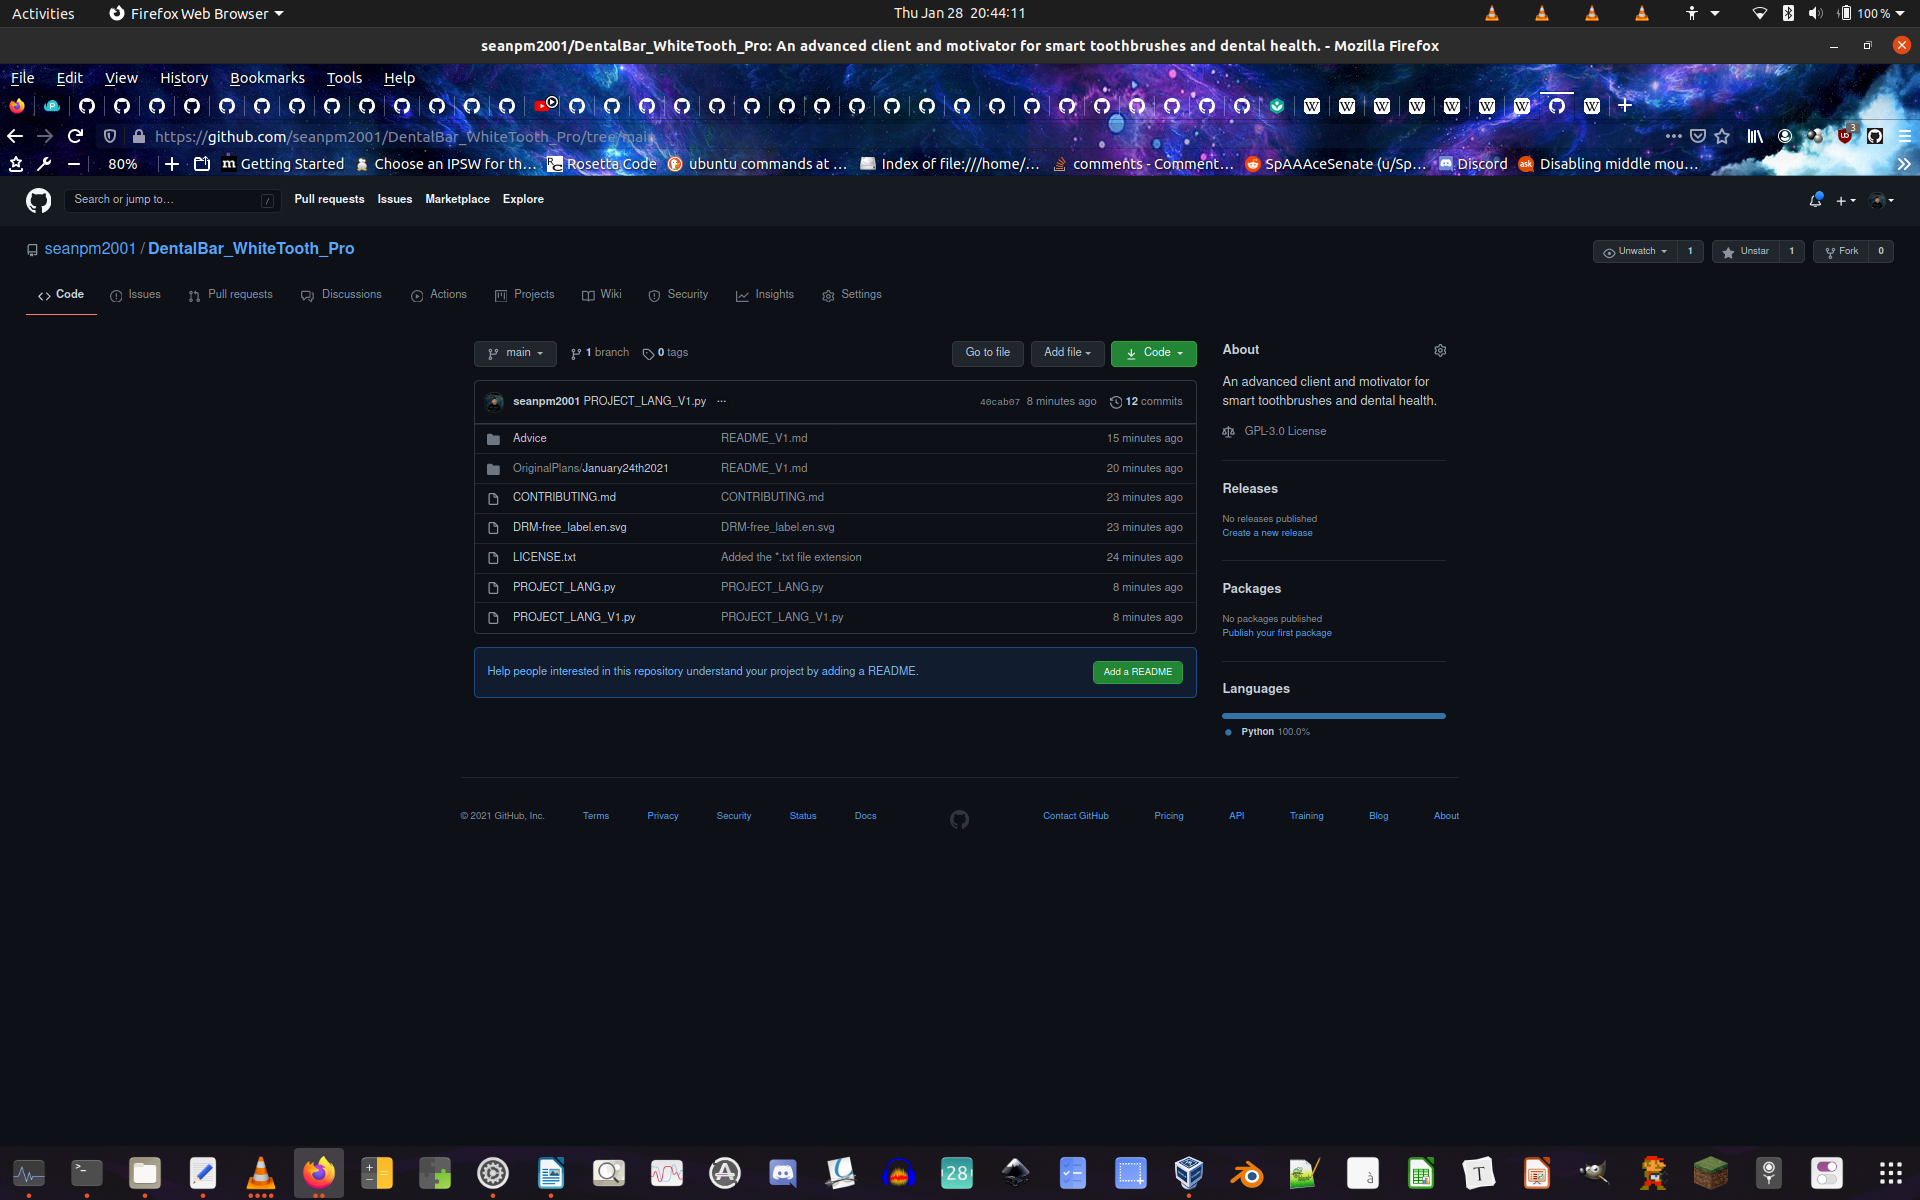 Activities
Firefox Web Browser
Thu Jan 28  20:44:11
100 %
seanpm2001/DentalBar_WhiteTooth_Pro: An advanced client and motivator for smart toothbrushes and dental health. - Mozilla Firefox
File Edit View History Bookmarks Tools Help
https://github.com/seanpm2001/DentalBar_WhiteTooth_Pro/tree/main
3
80%
Getting Started
Choose an IPSW for th…
Rosetta Code
ubuntu commands at …
Index of file:///home/…
comments - Comment…
SpAAAceSenate (u/Sp…
Discord
Disabling middle mou…
Search or jump to…
/
Pull requests Issues Marketplace Explore
seanpm2001 / DentalBar_WhiteTooth_Pro
Unwatch 1
Unstar 1
Fork 0
Code Issues Pull requests Discussions Actions Projects Wiki Security Insights Settings
main
1 branch
0 tags
Go to file
Add file
Code
seanpm2001 PROJECT_LANG_V1.py ...
40cab07 8 minutes ago
12 commits
Advice README_V1.md 15 minutes ago
OriginalPlans/January24th2021 README_V1.md 20 minutes ago
CONTRIBUTING.md CONTRIBUTING.md 23 minutes ago
DRM-free_label.en.svg DRM-free_label.en.svg 23 minutes ago
LICENSE.txt Added the *.txt file extension 24 minutes ago
PROJECT_LANG.py PROJECT_LANG.py 8 minutes ago
PROJECT_LANG_V1.py PROJECT_LANG_V1.py 8 minutes ago
Help people interested in this repository understand your project by adding a README.
Add a README
About
An advanced client and motivator for
smart toothbrushes and dental health.
GPL-3.0 License
Releases
No releases published
Create a new release
Packages
No packages published
Publish your first package
Languages
Python 100.0%
© 2021 GitHub, Inc. Terms Privacy Security Status Docs Contact GitHub Pricing API Training Blog About
28